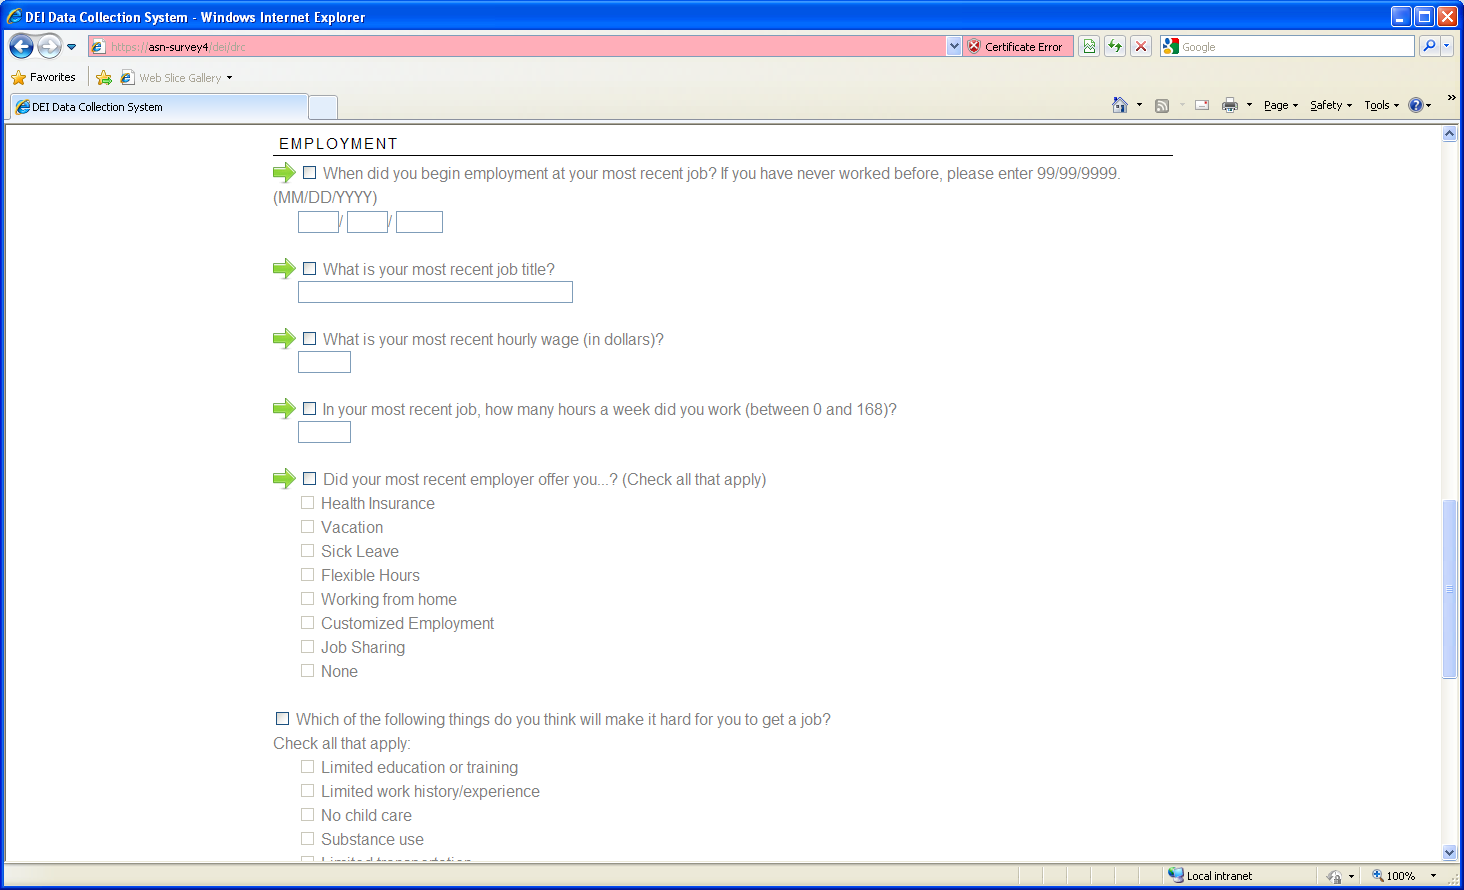 DEI Data Collection System - Windows Internet Explorer
https://asn-survey4/dei/drc
Certificate Error
Google
Favorites
Web Slice Gallery
DEI Data Collection System
Page
Safety
Tools
EMPLOYMENT
When did you begin employment at your most recent job? If you have never worked before, please enter 99/99/9999.
(MM/DD/YYYY)
/ /
What is your most recent job title?
What is your most recent hourly wage (in dollars)?
In your most recent job, how many hours a week did you work (between 0 and 168)?
Did your most recent employer offer you...? (Check all that apply)
Health Insurance
Vacation
Sick Leave
Flexible Hours
Working from home
Customized Employment
Job Sharing
None
Which of the following things do you think will make it hard for you to get a job?
Check all that apply:
Limited education or training
Limited work history/experience
No child care
Substance use
Limited transportation
Local intranet
100%